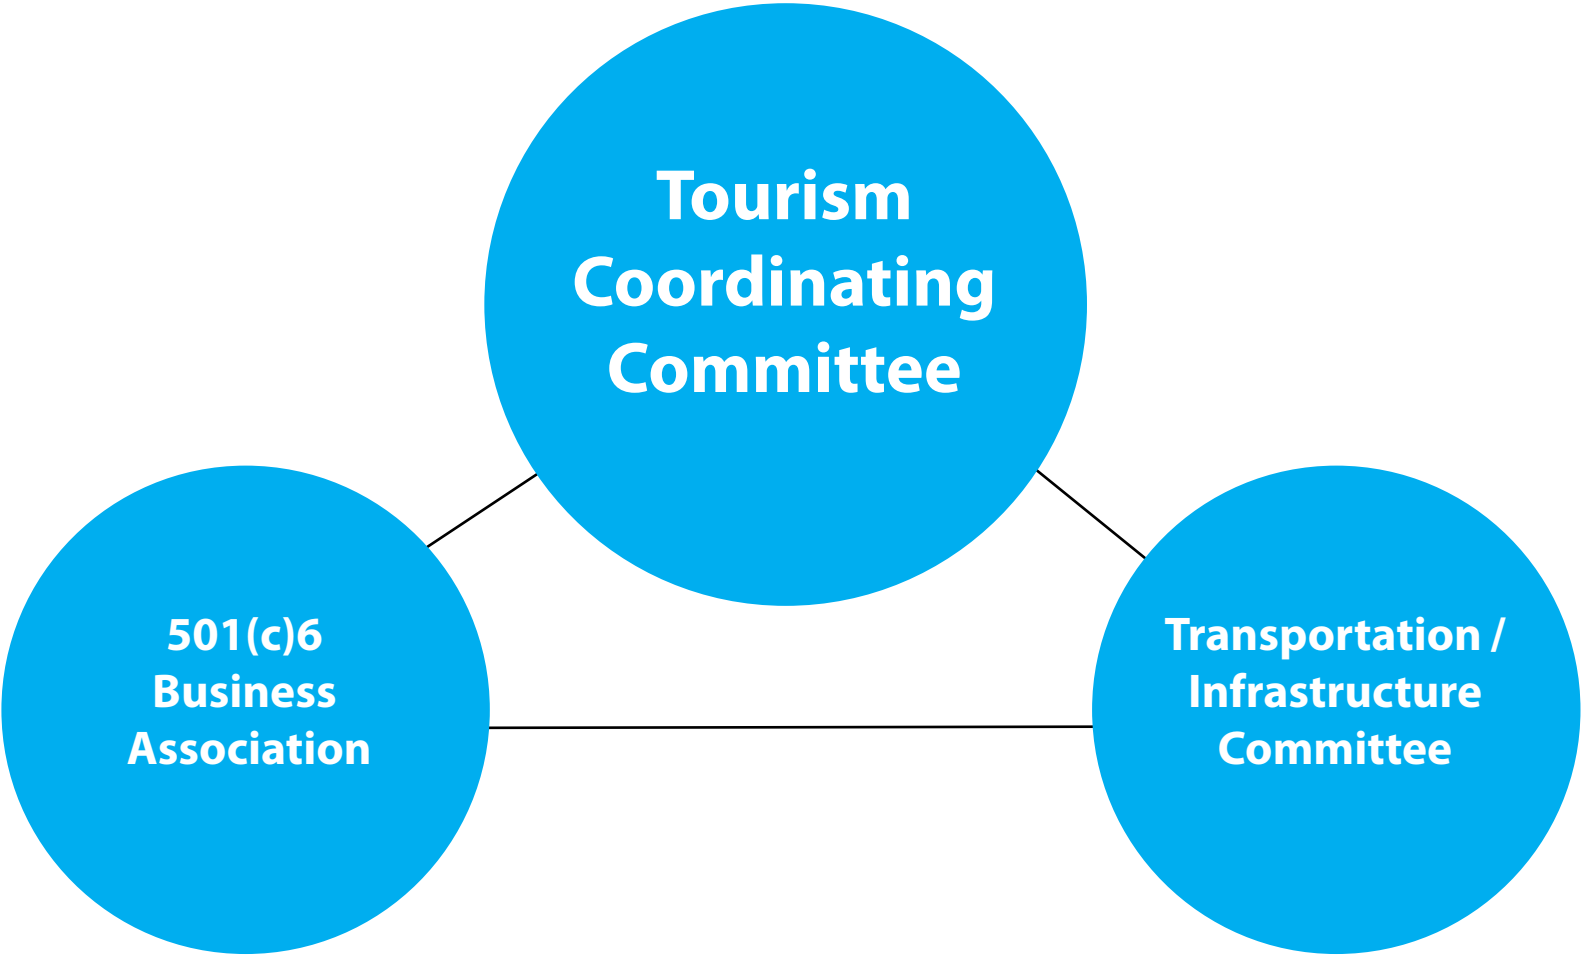 Tourism
Coordinating
Committee
501(c)6
Business
Association
Transportation /
Infrastructure
Committee